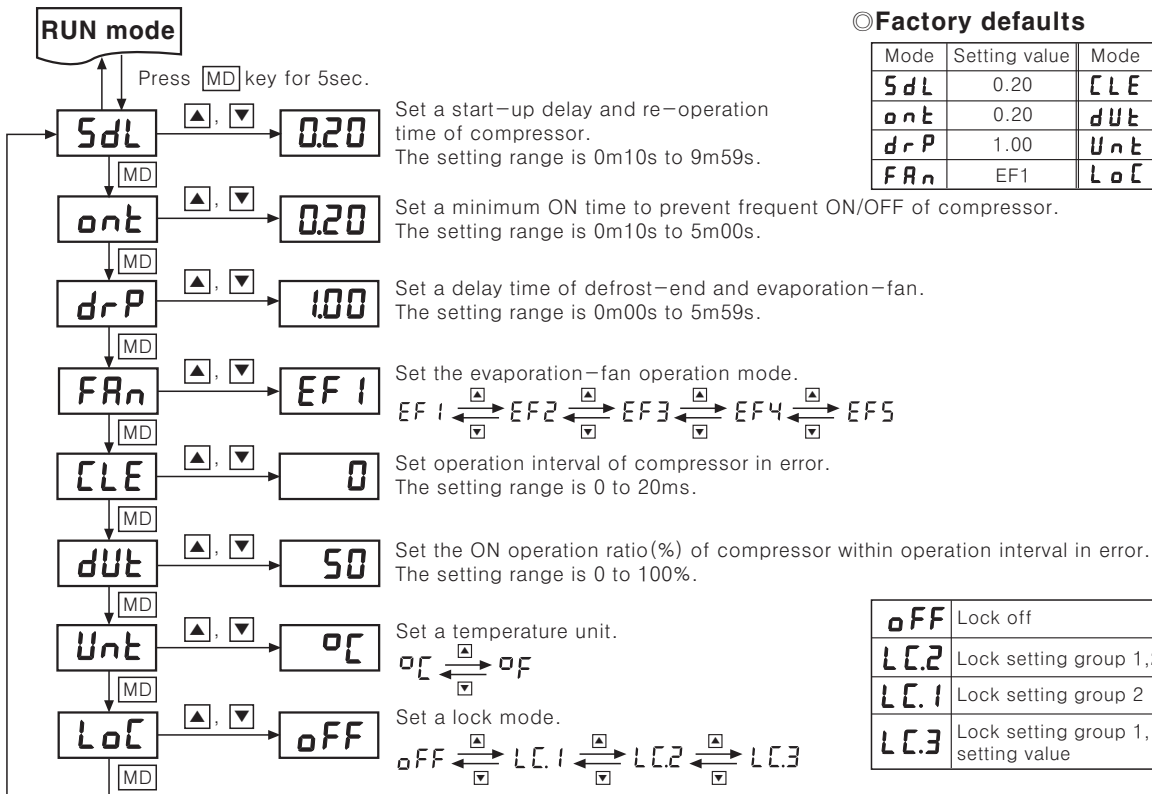 RUN mode
Press MD key for 5sec.
SdL
▲, ▼
0.20
Set a start-up delay and re-operation
time of compressor.
The setting range is 0m10s to 9m59s.
MD
ont
▲, ▼
0.20
Set a minimum ON time to prevent frequent ON/OFF of compressor.
The setting range is 0m10s to 5m00s.
MD
drP
▲, ▼
1.00
Set a delay time of defrost-end and evaporation-fan.
The setting range is 0m00s to 5m59s.
MD
FAn
▲, ▼
EF1
Set the evaporation-fan operation mode.
EF1 ▲ ▼ EF2 ▲ ▼ EF3 ▲ ▼ EF4 ▲ ▼ EF5
MD
CLE
▲, ▼
0
Set operation interval of compressor in error.
The setting range is 0 to 20ms.
MD
dUt
▲, ▼
50
Set the ON operation ratio(%) of compressor within operation interval in error.
The setting range is 0 to 100%.
MD
Unt
▲, ▼
°C
Set a temperature unit.
°C ▲ ▼ °F
MD
LoC
▲, ▼
oFF
Set a lock mode.
oFF ▲ ▼ LC.1 ▲ ▼ LC.2 ▲ ▼ LC.3
MD
◎Factory defaults
Mode Setting value Mode
SdL 0.20 CLE
ont 0.20 dUt
drP 1.00 Unt
FAn EF1 LoC
oFF Lock off
LC.2 Lock setting group 1,
LC.1 Lock setting group 2
LC.3 Lock setting group 1,
setting value